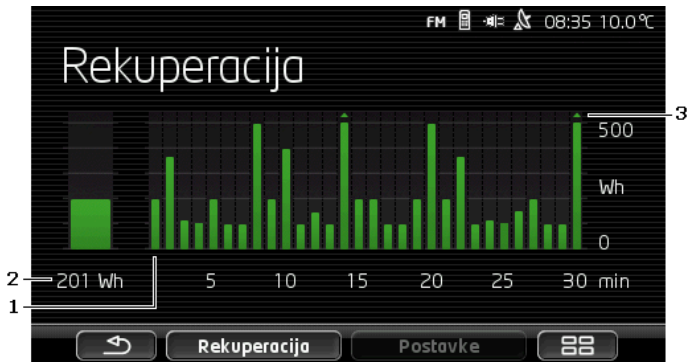 FM 08:35 10.0°C
Rekuperacija
3
500
Wh
0
2
201 Wh 5 10 15 20 25 30 min
1
Rekuperacija Postavke